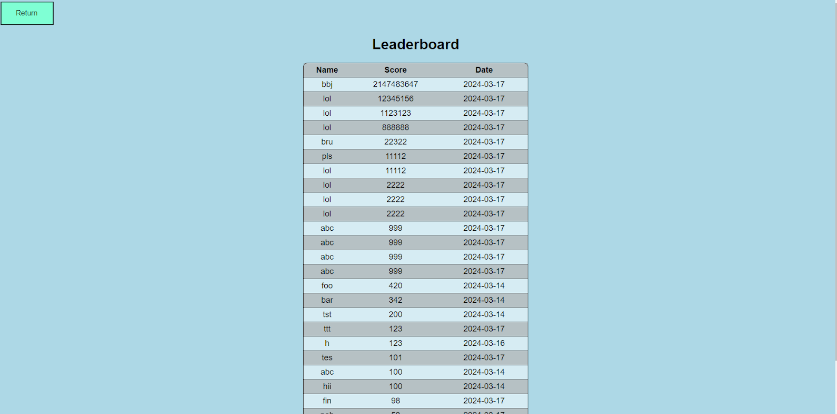 Return
Leaderboard
Name Score Date
bbj 2147483647 2024-03-17
lol 12345156 2024-03-17
lol 1123123 2024-03-17
lol 888888 2024-03-17
bru 22322 2024-03-17
pls 11112 2024-03-17
lol 11112 2024-03-17
lol 2222 2024-03-17
lol 2222 2024-03-17
lol 2222 2024-03-17
abc 999 2024-03-17
abc 999 2024-03-17
abc 999 2024-03-17
abc 999 2024-03-17
foo 420 2024-03-14
bar 342 2024-03-14
tst 200 2024-03-14
ttt 123 2024-03-17
h 123 2024-03-16
tes 101 2024-03-17
abc 100 2024-03-14
hii 100 2024-03-14
fin 98 2024-03-17